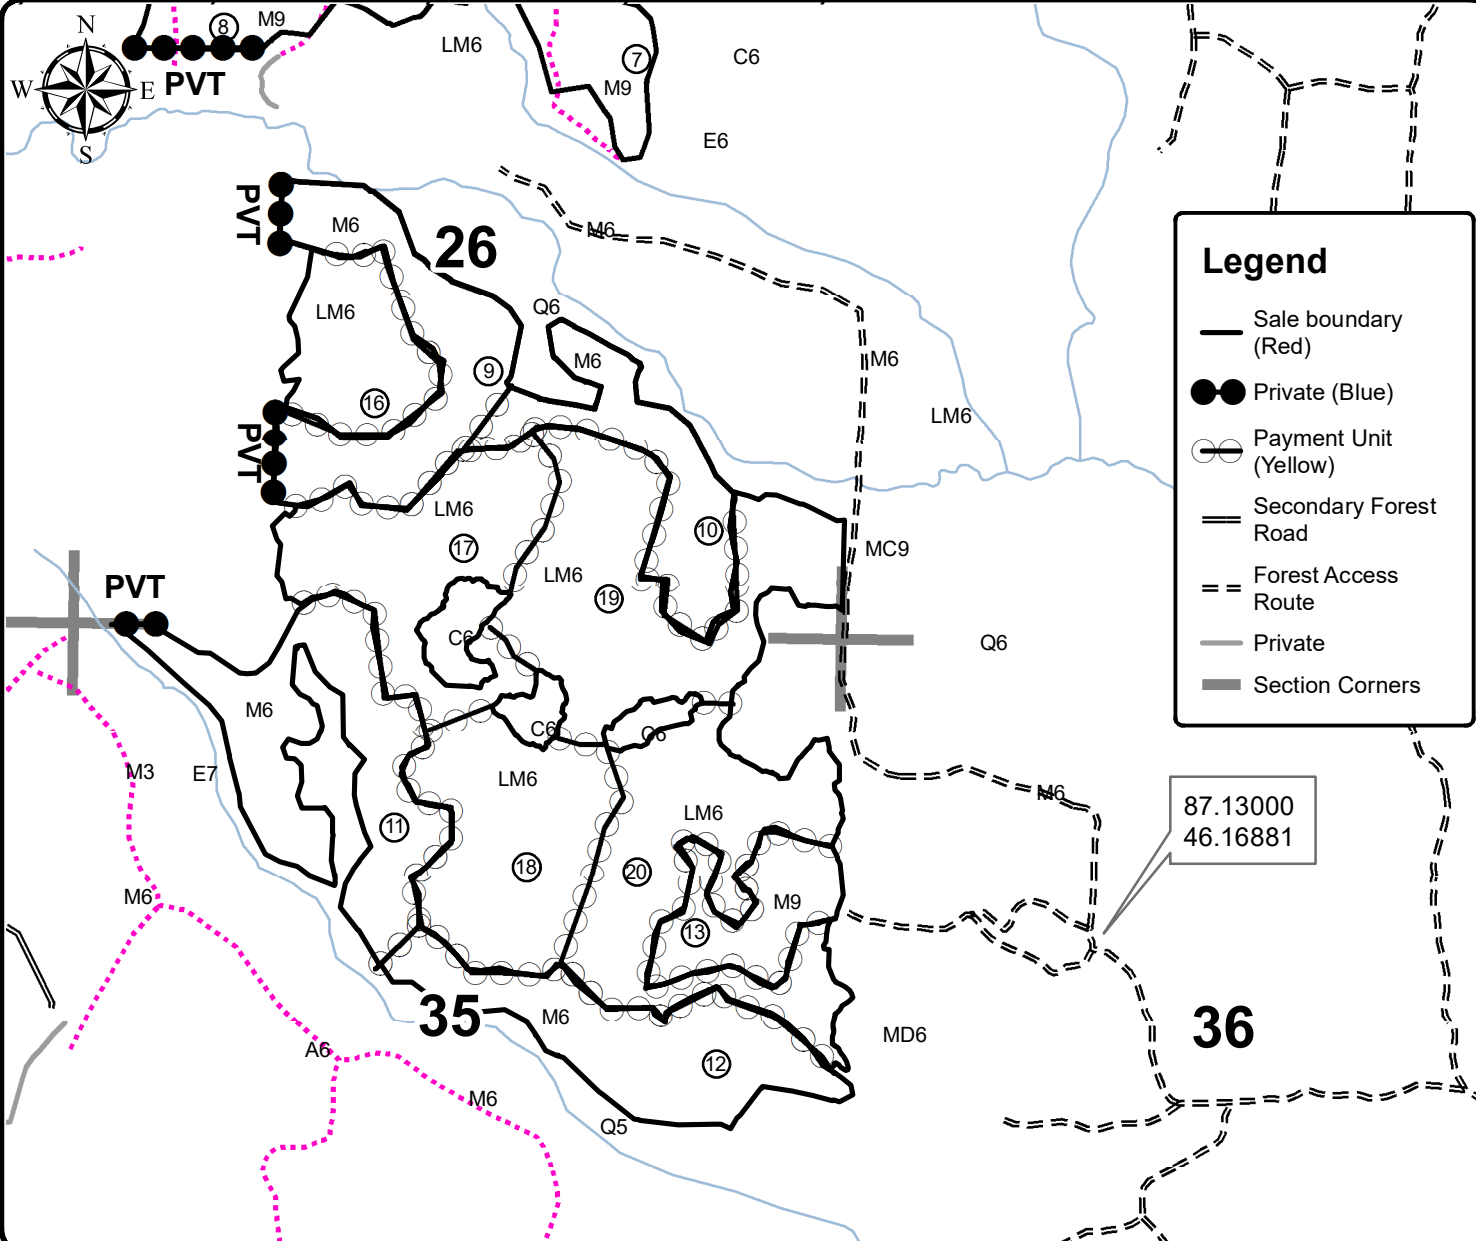 8
M9
N
W
E
S
PVT
LM6
7
M9
C6
E6
PVT
M6
26
M6
LM6
Q6
9
M6
M6
16
LM6
PVT
LM6
10
17
MC9
LM6
19
PVT
C6
Q6
M6
C6
C6
M3
E7
LM6
M6
LM6
11
18
20
M6
M9
13
35
M6
MD6
36
A6
12
M6
Q5
87.13000
46.16881
Legend
Sale boundary
(Red)
Private (Blue)
Payment Unit
(Yellow)
Secondary Forest
Road
Forest Access
Route
Private
Section Corners